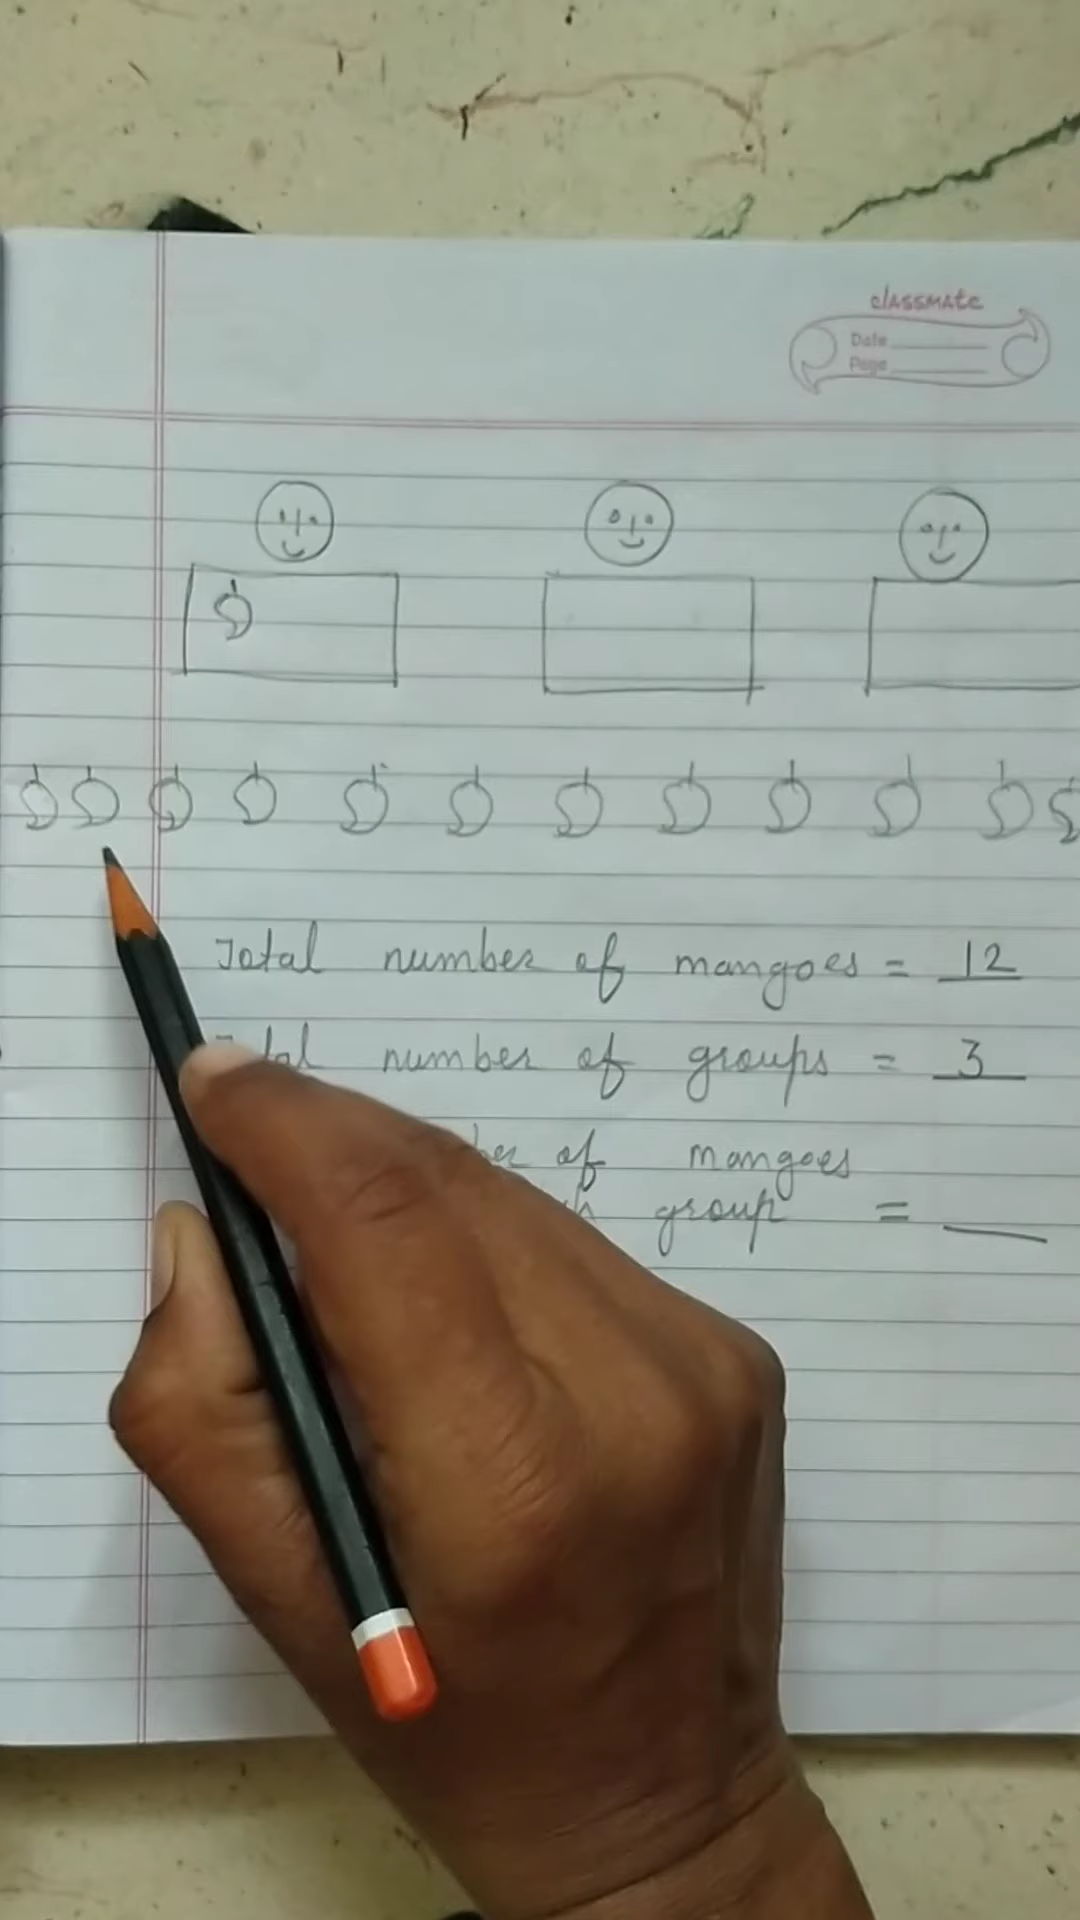 classmate
Date
Page
Total number of mangoes = 12
number of groups = 3
of mangoes
group =